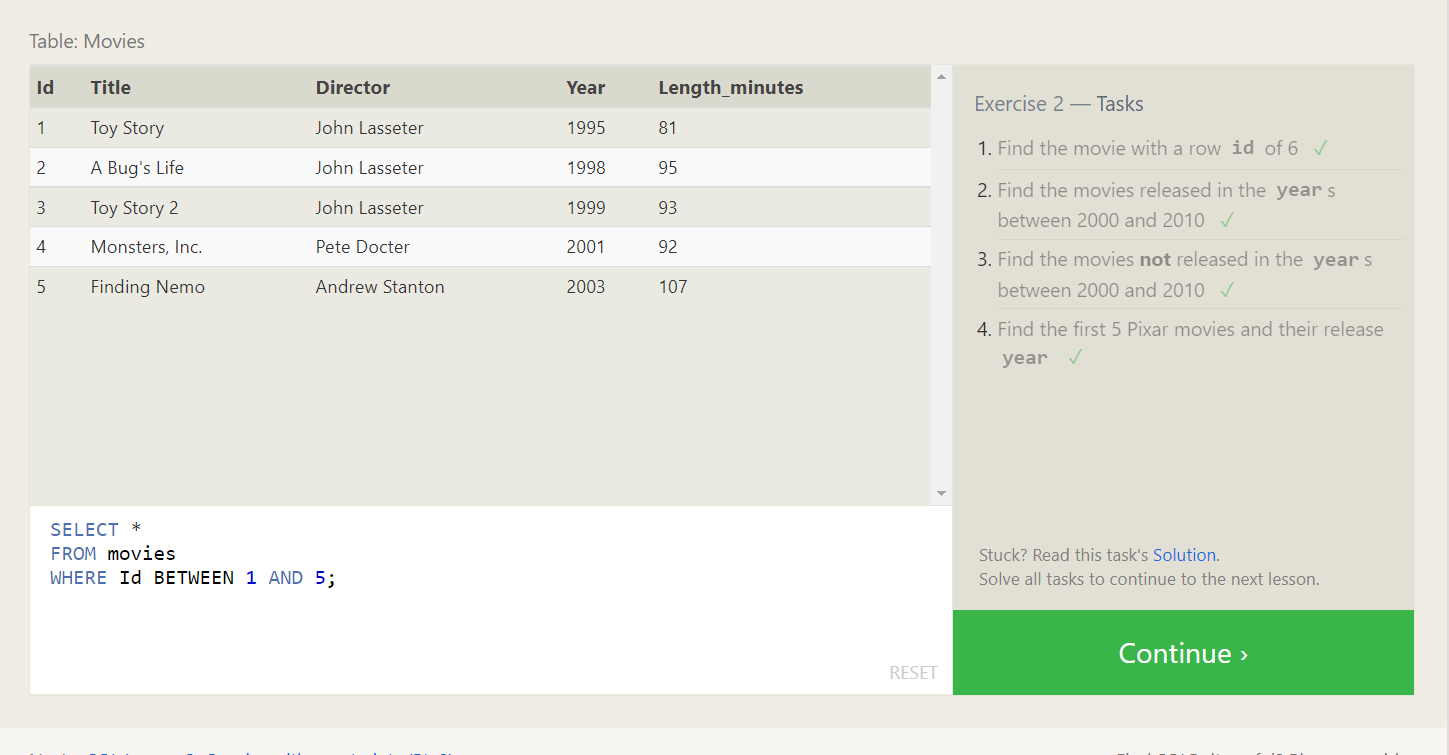 Table: Movies
Id Title Director Year Length_minutes
1 Toy Story John Lasseter 1995 81
2 A Bug's Life John Lasseter 1998 95
3 Toy Story 2 John Lasseter 1999 93
4 Monsters, Inc. Pete Docter 2001 92
5 Finding Nemo Andrew Stanton 2003 107
SELECT *
FROM movies
WHERE Id BETWEEN 1 AND 5;
RESET
Exercise 2 — Tasks
1. Find the movie with a row id of 6 ✓
2. Find the movies released in the year s
between 2000 and 2010 ✓
3. Find the movies not released in the year s
between 2000 and 2010 ✓
4. Find the first 5 Pixar movies and their release
year ✓
Stuck? Read this task's Solution.
Solve all tasks to continue to the next lesson.
Continue ›